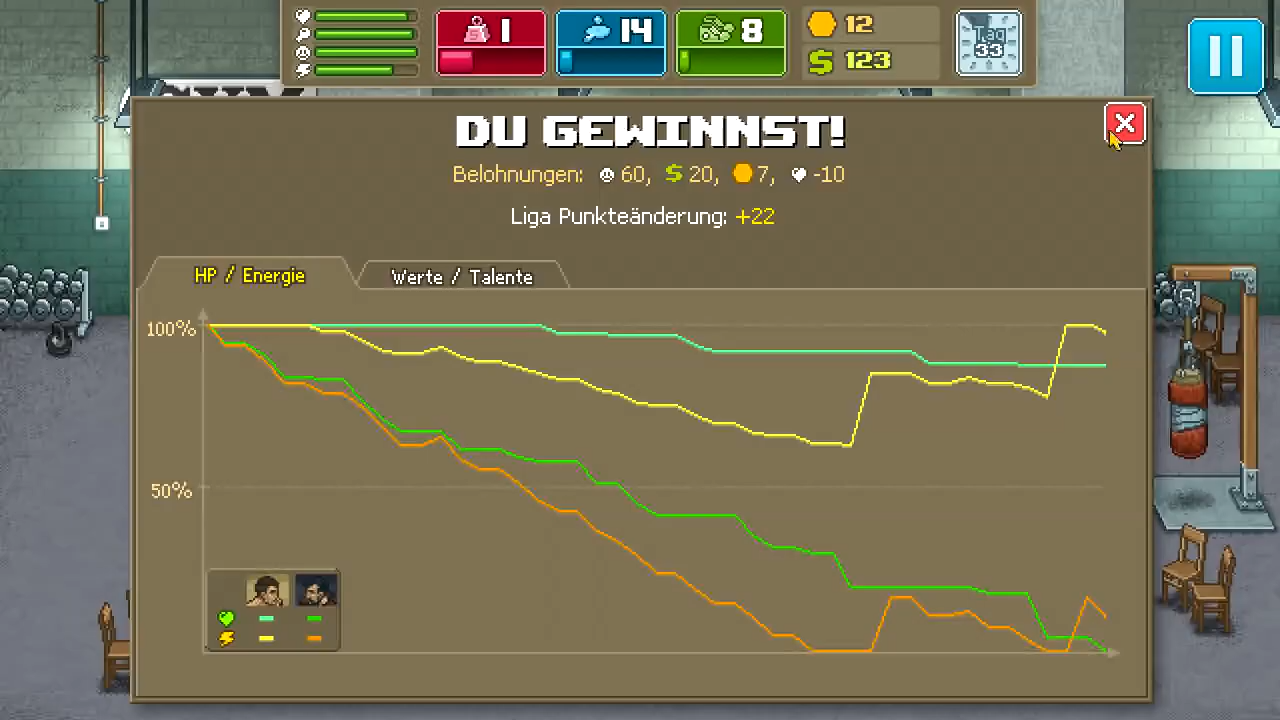 1
14
8
12
123
Tag
33
DU GEWINNST!
Belohnungen: 60, $ 20, 7, -10
Liga Punkteänderung: +22
HP / Energie
Werte / Talente
100%
50%